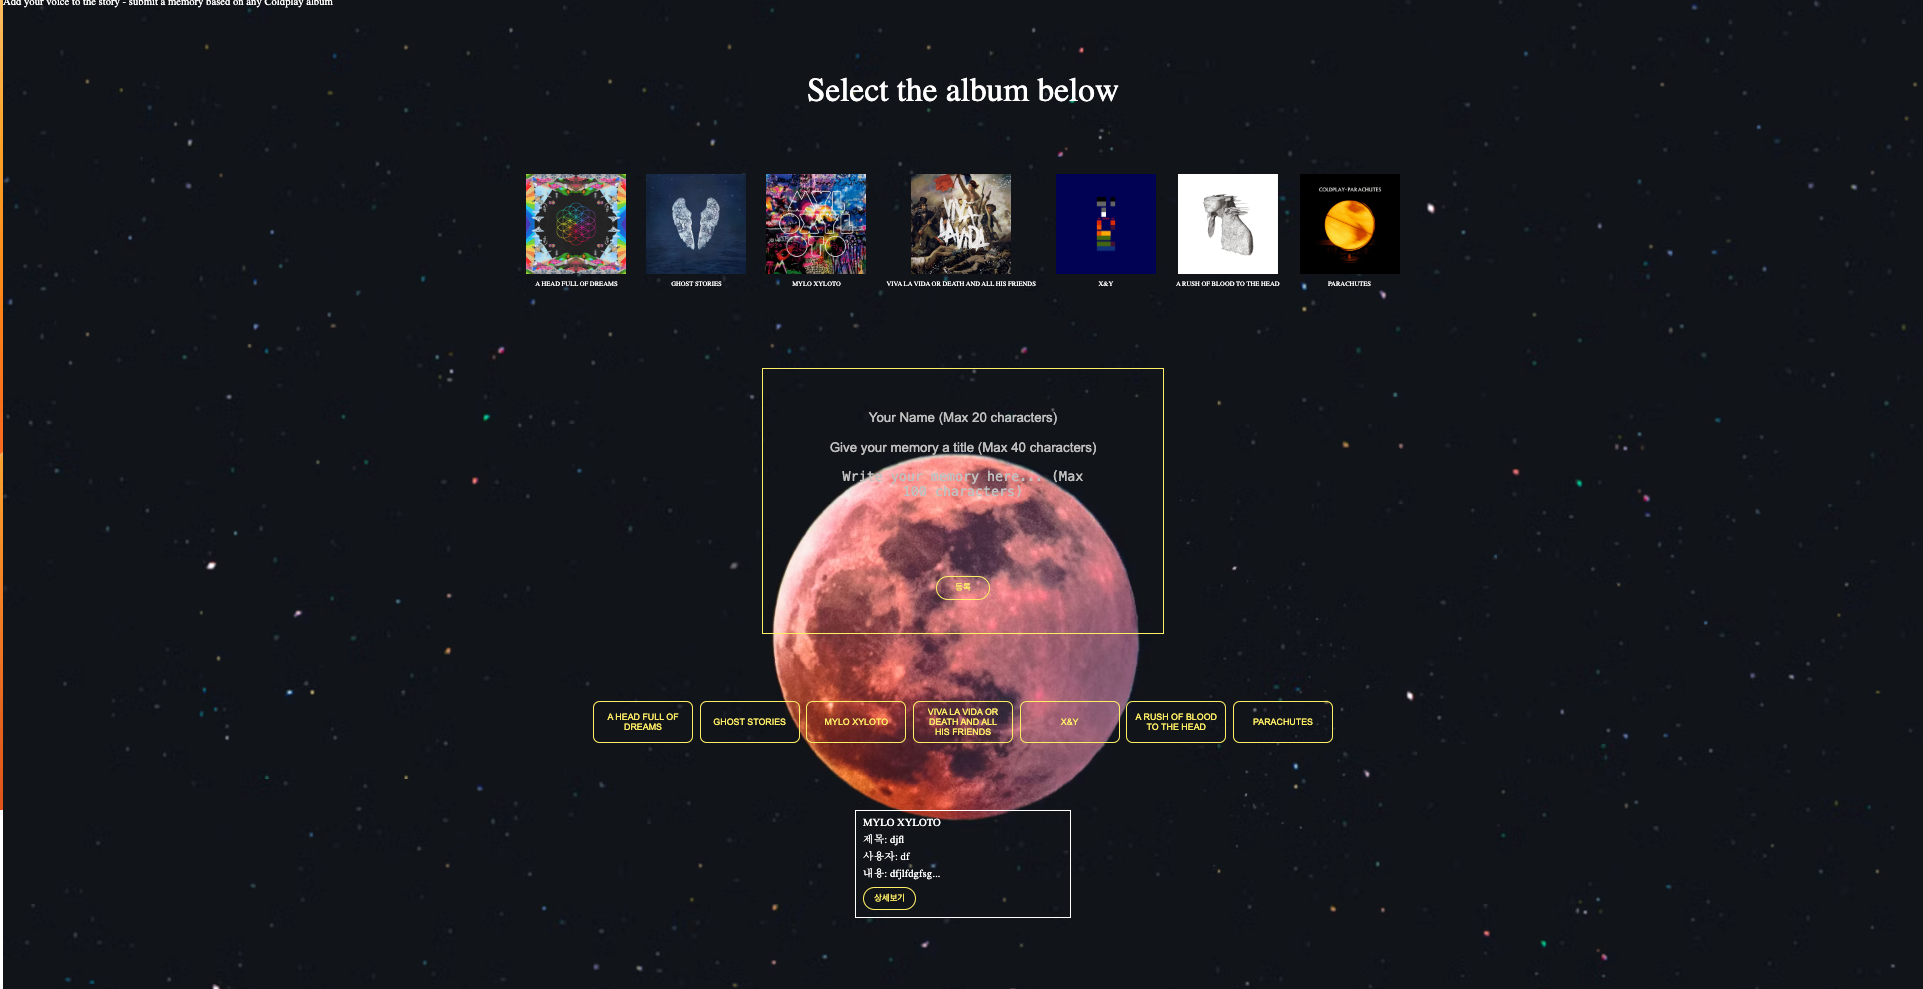 Add your voice to the story - submit a memory based on any Coldplay album
Select the album below
COLDPLAY-PARACHUTES
A HEAD FULL OF DREAMS
GHOST STORIES
MYLO XYLOTO
VIVA LA VIDA OR DEATH AND ALL HIS FRIENDS
X&Y
A RUSH OF BLOOD TO THE HEAD
PARACHUTES
Your Name (Max 20 characters)
Give your memory a title (Max 40 characters)
Write your memory here... (Max
characters)
등록
A HEAD FULL OF
DREAMS
GHOST STORIES
MYLO XYLOTO
VIVA LA VIDA OR
DEATH AND ALL
HIS FRIENDS
X&Y
A RUSH OF BLOOD
TO THE HEAD
PARACHUTES
MYLO XYLOTO
제목: djfl
사용자: df
내용: dfjlfdgfsg...
상세보기